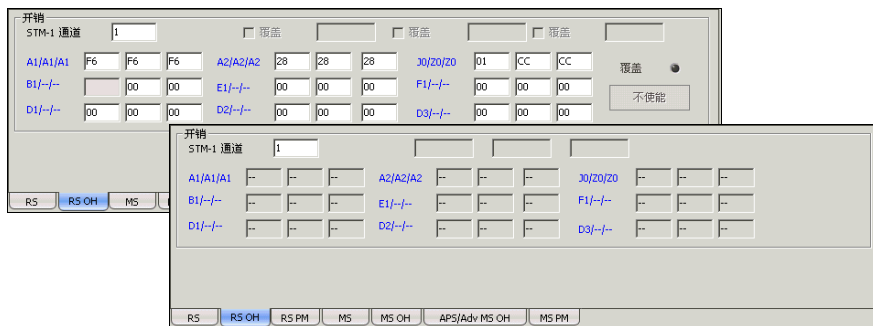 开销
STM-1 通道 1 覆盖 覆盖 覆盖
A1/A1/A1 F6 F6 F6 A2/A2/A2 28 28 28 J0/Z0/Z0 01 CC CC 覆盖
B1/--/-- 00 00 E1/--/-- 00 00 00 F1/--/-- 00 00 00 不使能
D1/--/-- 00 00 00 D2/--/-- 00 00 00 D3/--/-- 00 00 00
RS RS OH MS
开销
STM-1 通道 1
A1/A1/A1 -- -- -- A2/A2/A2 -- -- -- J0/Z0/Z0 -- -- --
B1/--/-- -- -- -- E1/--/-- -- -- -- F1/--/-- -- -- --
D1/--/-- -- -- -- D2/--/-- -- -- -- D3/--/-- -- -- --
RS RS OH RS PM MS MS OH APS/Adv MS OH MS PM